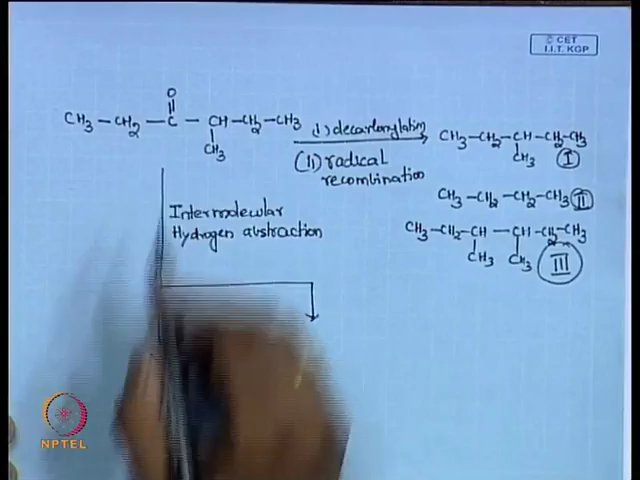 © CET
I.I.T. KGP
O
CH3 — CH2 — C — CH — CH2 — CH3
CH3
(i) decarbonylation
(ii) radical
recombination
CH3 — CH2 — CH — CH2 — CH3
CH3 I
CH3 — CH2 — CH2 — CH3 II
CH3 — CH2 — CH — CH — CH2 — CH3
CH3 CH3 III
Intermolecular
Hydrogen abstraction
NPTEL